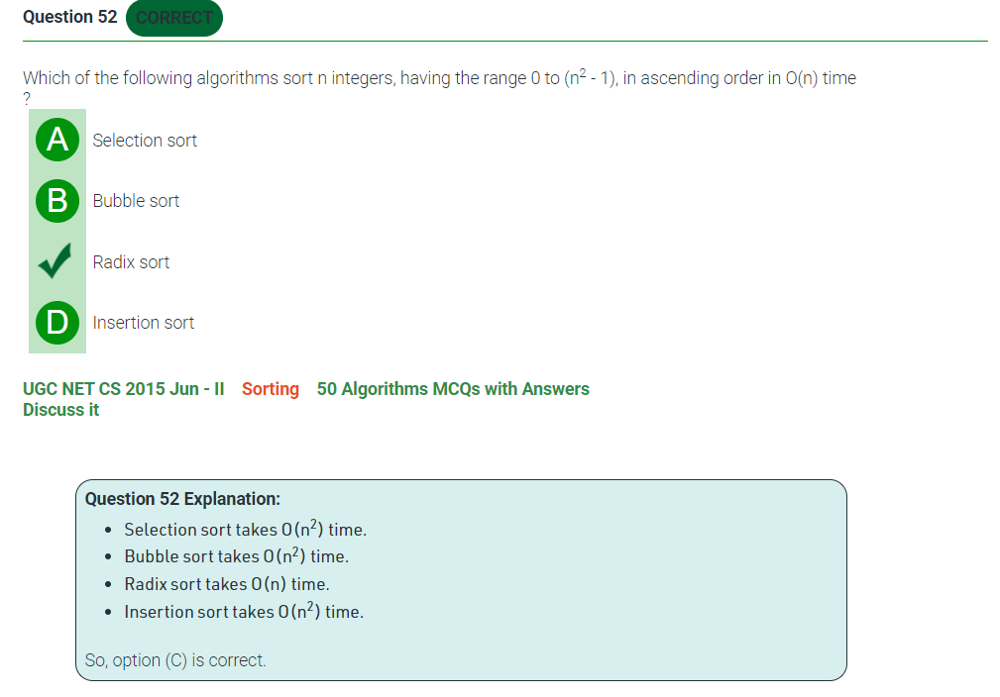 Question 52 CORRECT
Which of the following algorithms sort n integers, having the range 0 to (n² - 1), in ascending order in O(n) time
?
A Selection sort
B Bubble sort
Radix sort
D Insertion sort
UGC NET CS 2015 Jun - II Sorting 50 Algorithms MCQs with Answers
Discuss it
Question 52 Explanation:
• Selection sort takes O(n²) time.
• Bubble sort takes O(n²) time.
• Radix sort takes O(n) time.
• Insertion sort takes O(n²) time.
So, option (C) is correct.